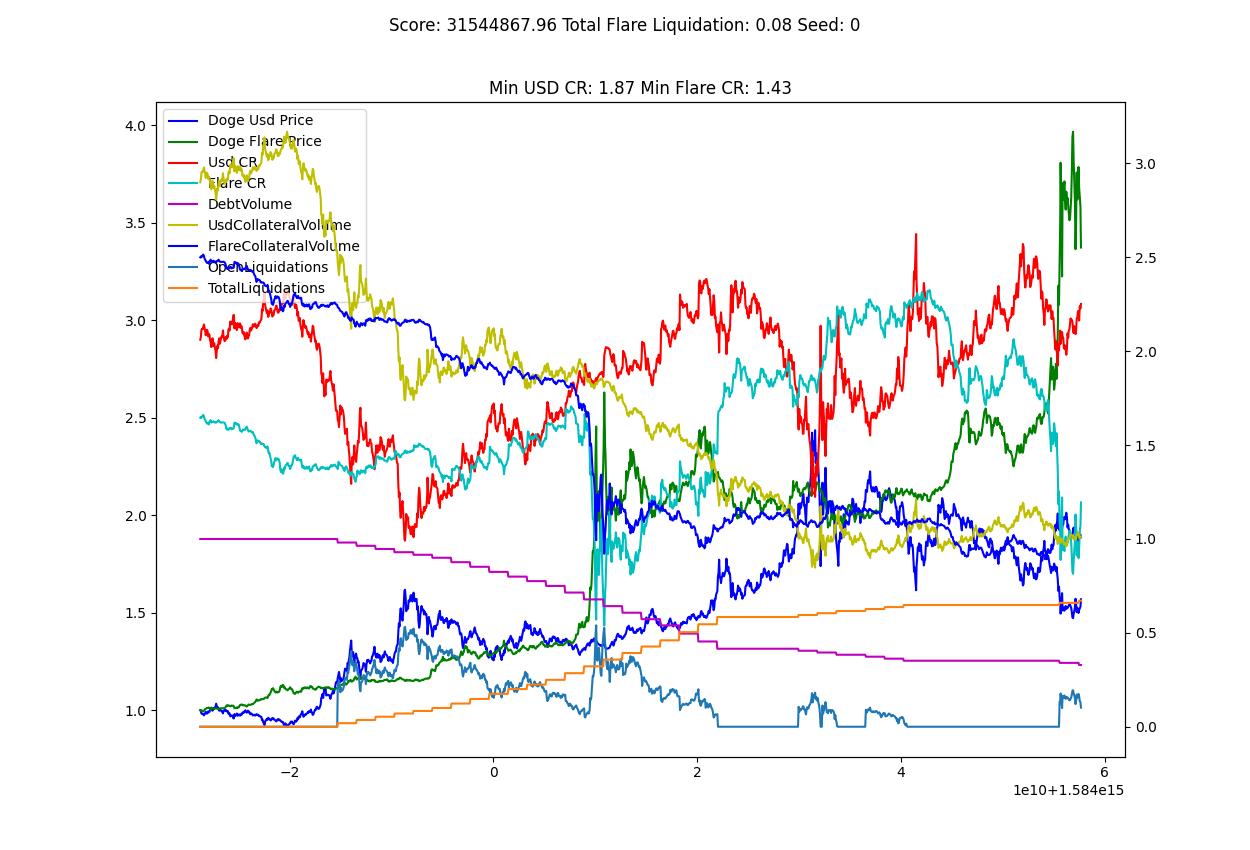 Score: 31544867.96 Total Flare Liquidation: 0.08 Seed: 0
Min USD CR: 1.87 Min Flare CR: 1.43
Doge Usd Price
Doge Flare Price
Usd CR
Flare CR
DebtVolume
UsdCollateralVolume
FlareCollateralVolume
OpenLiquidations
TotalLiquidations
4.0
3.5
3.0
2.5
2.0
1.5
1.0
3.0
2.5
2.0
1.5
1.0
0.5
0.0
−2
0
2
4
6
1e10+1.584e15